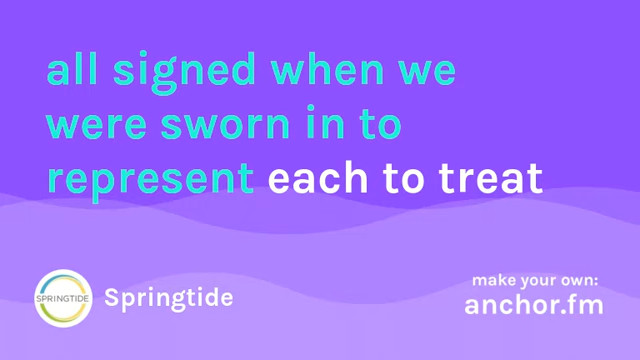 all signed when we
were sworn in to
represent each to treat
SPRINGTIDE
Springtide
make your own:
anchor.fm